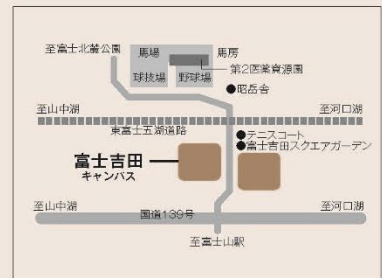 至富士北麓公園
馬場
馬房
第2医薬資源園
球技場
野球場
●昭岳舎
至山中湖
至河口湖
東富士五湖道路
●テニスコート
●富士吉田スクエアガーデン
富士吉田
キャンパス
至山中湖
国道139号
至河口湖
至富士山駅